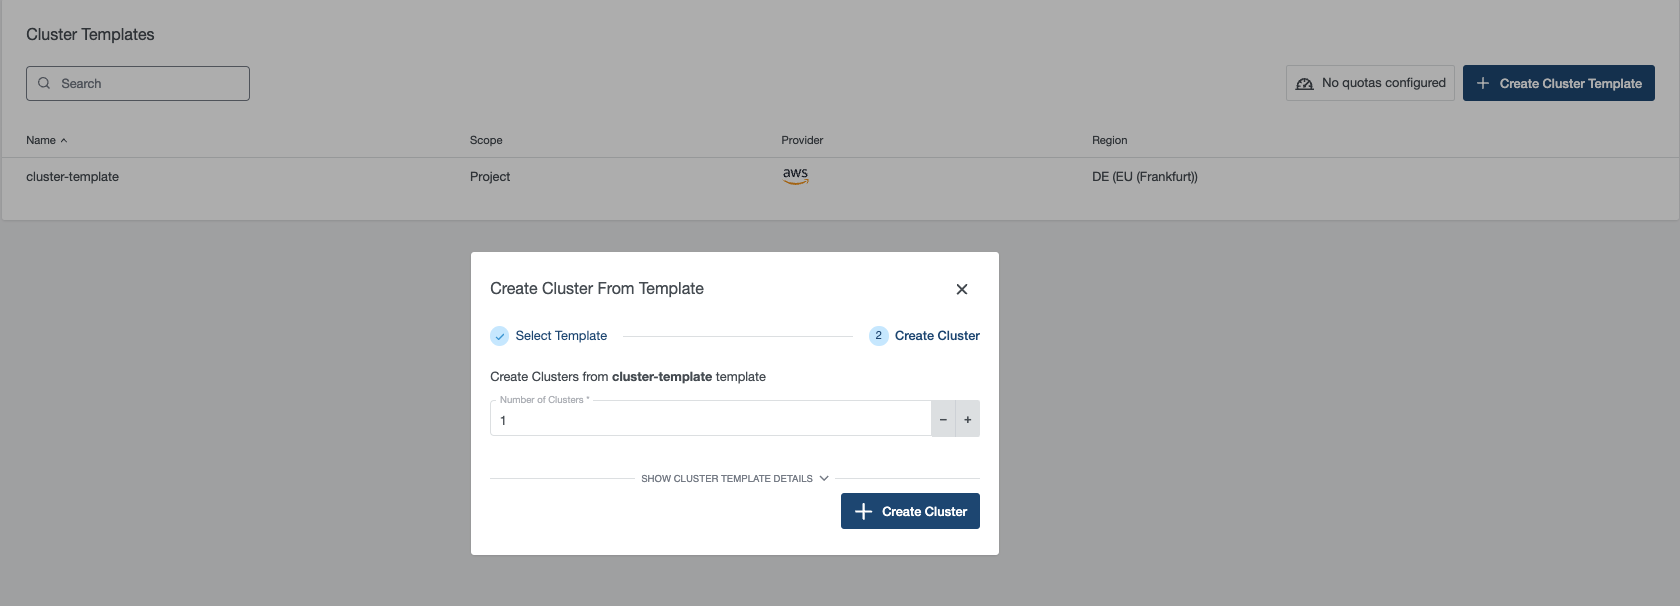 Cluster Templates
Search
No quotas configured
Create Cluster Template
Name Scope Provider Region
cluster-template Project aws DE (EU (Frankfurt))
Create Cluster From Template
Select Template 2 Create Cluster
Create Clusters from cluster-template template
Number of Clusters *
1
SHOW CLUSTER TEMPLATE DETAILS
Create Cluster